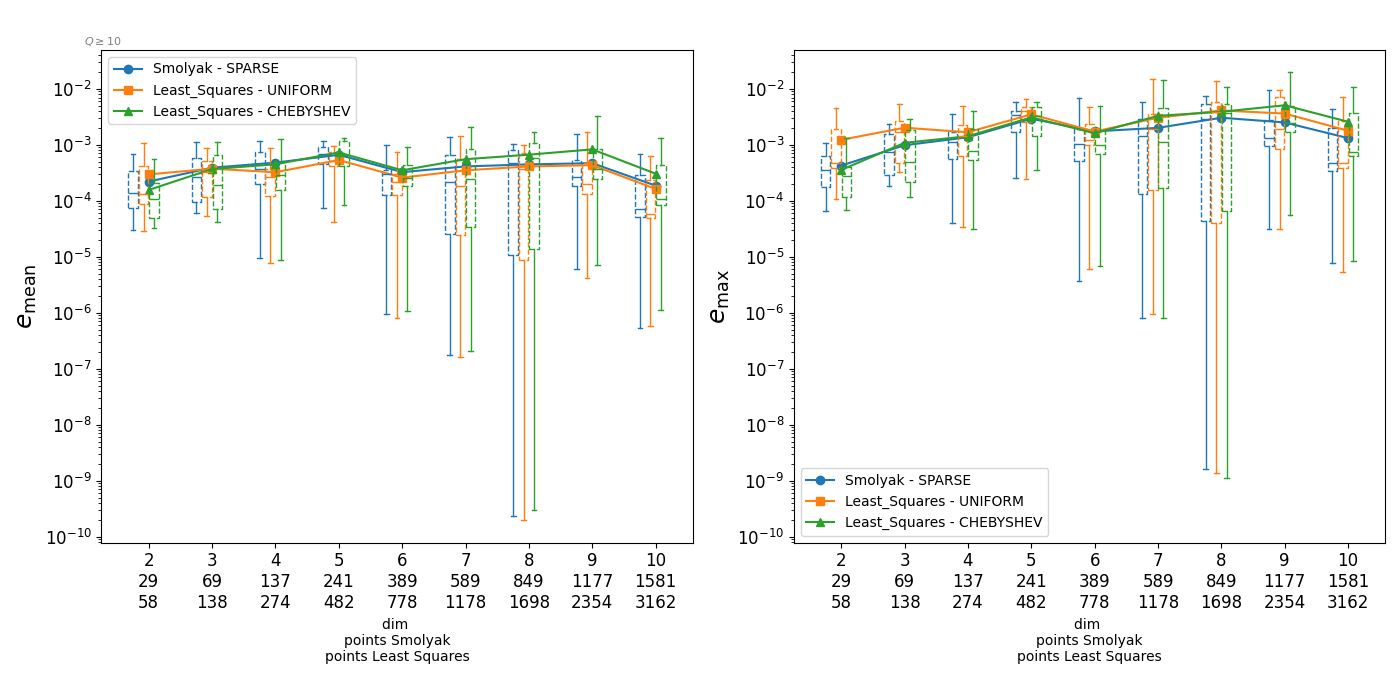 Q ≥ 10
Smolyak - SPARSE
Least_Squares - UNIFORM
Least_Squares - CHEBYSHEV
10⁻²
10⁻³
10⁻⁴
10⁻⁵
10⁻⁶
10⁻⁷
10⁻⁸
10⁻⁹
10⁻¹⁰
e_mean
2 3 4 5 6 7 8 9 10
29 69 137 241 389 589 849 1177 1581
58 138 274 482 778 1178 1698 2354 3162
dim
points Smolyak
points Least Squares
10⁻²
10⁻³
10⁻⁴
10⁻⁵
10⁻⁶
10⁻⁷
10⁻⁸
10⁻⁹
10⁻¹⁰
e_max
Smolyak - SPARSE
Least_Squares - UNIFORM
Least_Squares - CHEBYSHEV
2 3 4 5 6 7 8 9 10
29 69 137 241 389 589 849 1177 1581
58 138 274 482 778 1178 1698 2354 3162
dim
points Smolyak
points Least Squares